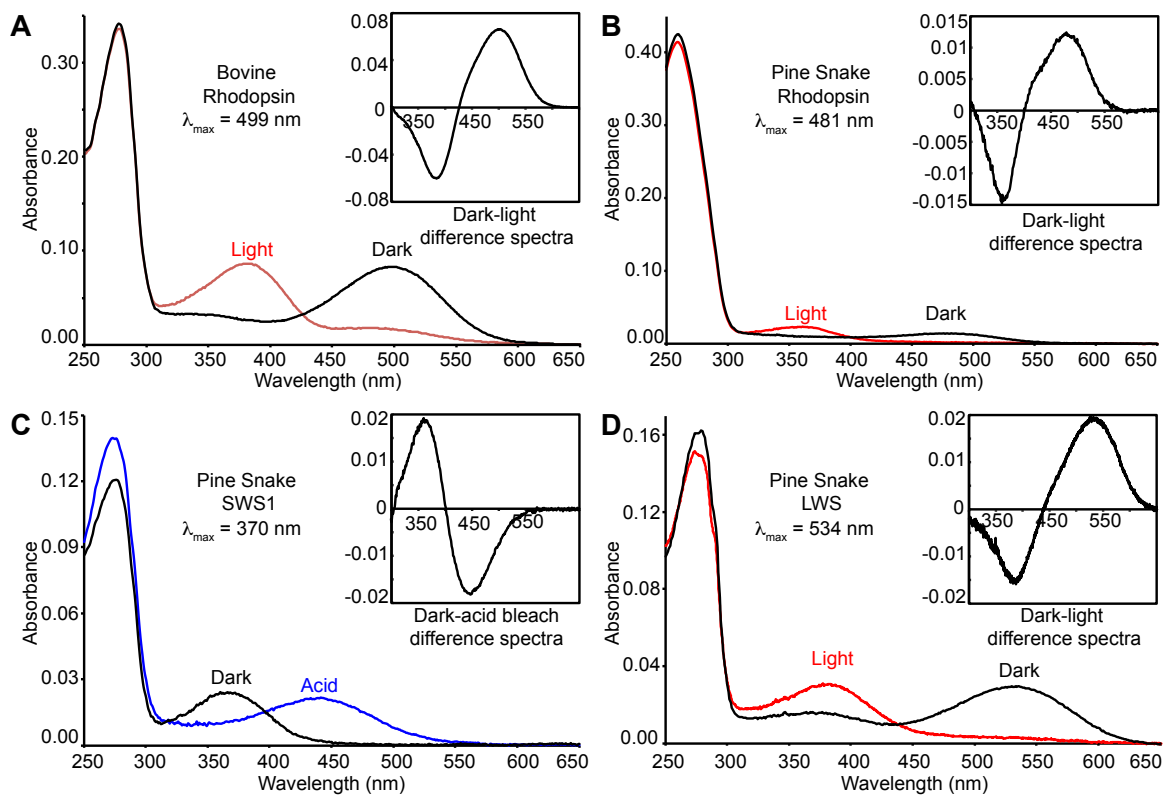 A
Bovine
Rhodopsin
λmax = 499 nm
Absorbance
0.30
0.20
0.10
0.00
250 300 350 400 450 500 550 600 650
Wavelength (nm)
Light
Dark
0.08
0.04
0
-0.04
-0.08
350 450 550
Dark-light
difference spectra
B
Pine Snake
Rhodopsin
λmax = 481 nm
Absorbance
0.40
0.30
0.20
0.10
0.00
250 300 350 400 450 500 550 600 650
Wavelength (nm)
Light
Dark
0.015
0.01
0.005
0
-0.005
-0.01
-0.015
350 450 550
Dark-light
difference spectra
C
Pine Snake
SWS1
λmax = 370 nm
Absorbance
0.15
0.12
0.09
0.06
0.03
0.00
250 300 350 400 450 500 550 600 650
Wavelength (nm)
Dark
Acid
0.02
0.01
0
-0.01
-0.02
350 450 550
Dark-acid bleach
difference spectra
D
Pine Snake
LWS
λmax = 534 nm
Absorbance
0.16
0.12
0.08
0.04
0.00
250 300 350 400 450 500 550 600 650
Wavelength (nm)
Light
Dark
0.02
0.01
0
-0.01
-0.02
350 450 550
Dark-light
difference spectra